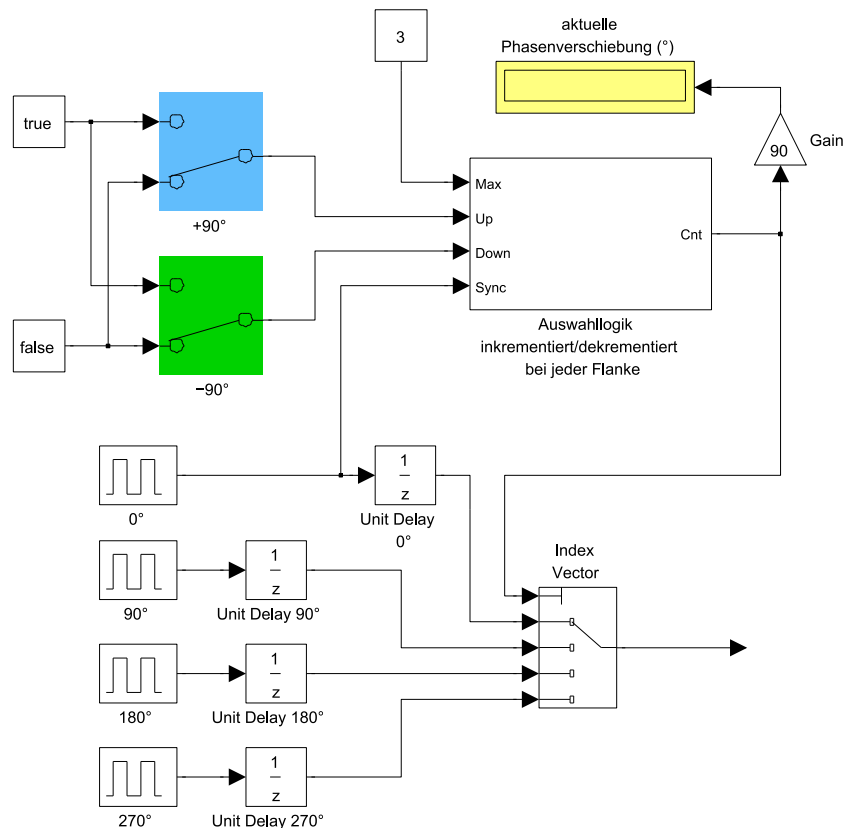 aktuelle
Phasenverschiebung (°)
3
true
+90°
false
−90°
Max
Up
Down
Sync
Cnt
90
Gain
Auswahllogik
inkrementiert/dekrementiert
bei jeder Flanke
0°
1
z
Unit Delay
0°
90°
1
z
Unit Delay 90°
180°
1
z
Unit Delay 180°
270°
1
z
Unit Delay 270°
Index
Vector